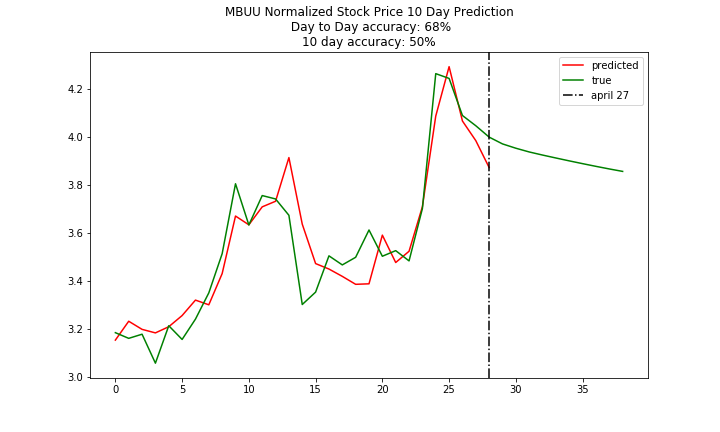 MBUU Normalized Stock Price 10 Day Prediction
Day to Day accuracy: 68%
10 day accuracy: 50%
predicted
true
april 27
4.2
4.0
3.8
3.6
3.4
3.2
3.0
0 5 10 15 20 25 30 35